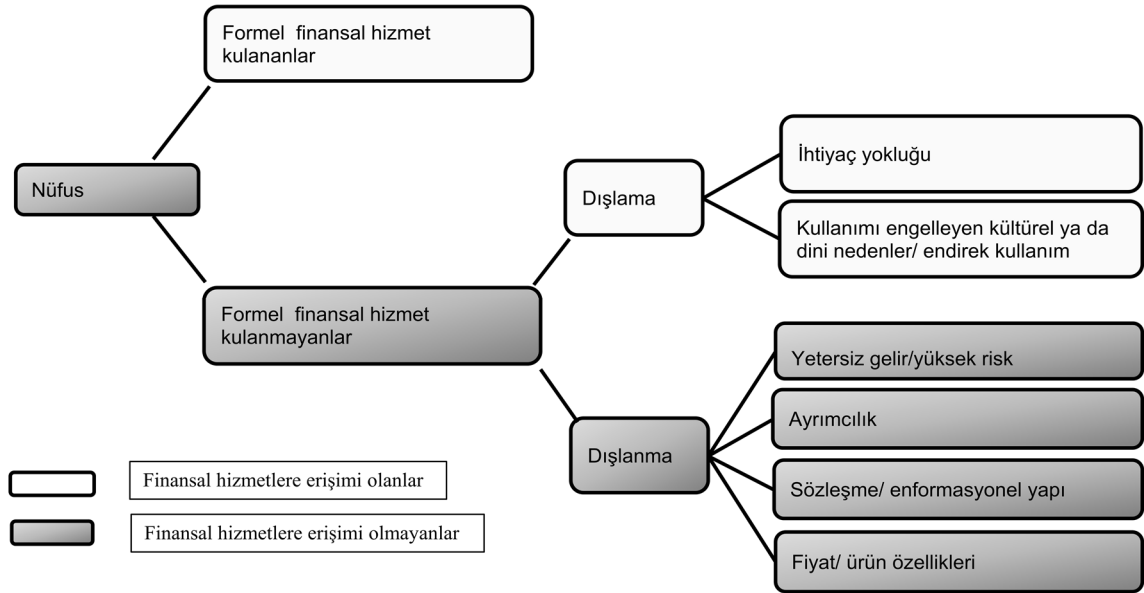 Formel finansal hizmet
kulananlar
Nüfus
Formel finansal hizmet
kulanmayanlar
Dışlama
İhtiyaç yokluğu
Kullanımı engelleyen kültürel ya da
dini nedenler/ endirek kullanım
Dışlanma
Yetersiz gelir/yüksek risk
Ayrımcılık
Sözleşme/ enformasyonel yapı
Fiyat/ ürün özellikleri
Finansal hizmetlere erişimi olanlar
Finansal hizmetlere erişimi olmayanlar